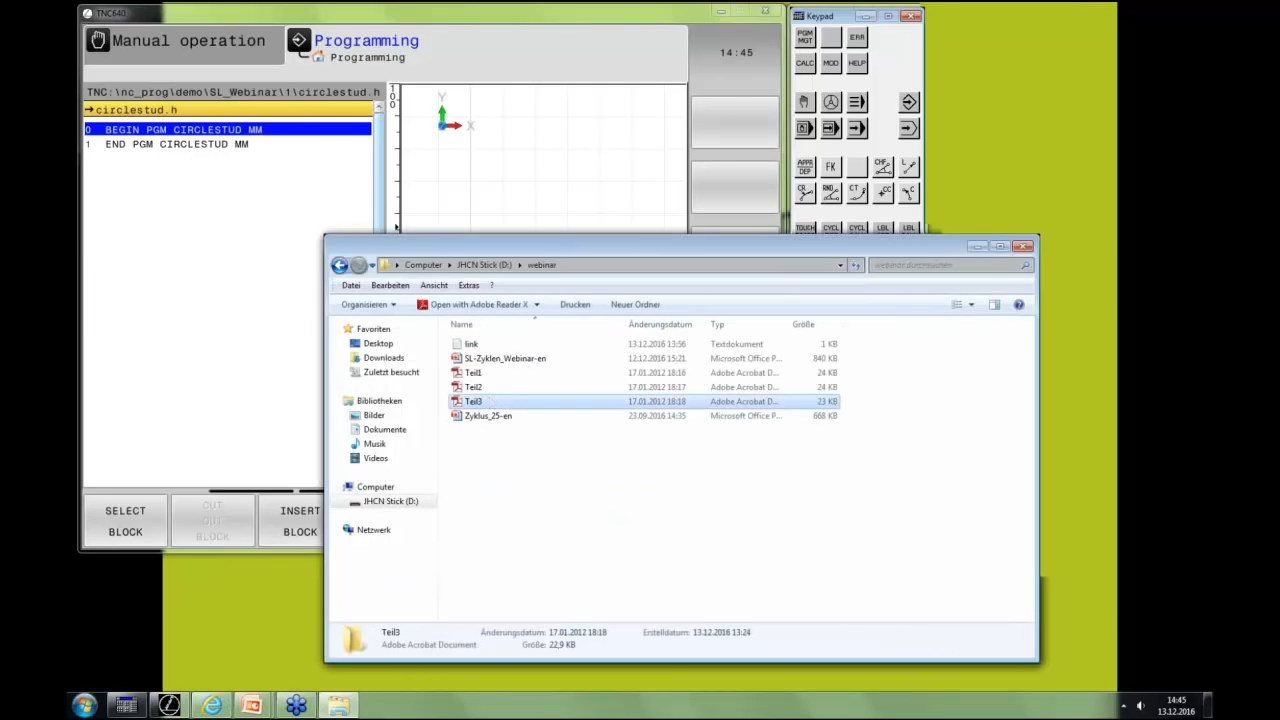 TNC640
Manual operation
Programming
Programming
14:45
TNC:\nc_prog\demo\SL_Webinar\1\circlestud.h
→circlestud.h
0 BEGIN PGM CIRCLESTUD MM
1 END PGM CIRCLESTUD MM
100
Y
X
SELECT
BLOCK
CUT
OUT
BLOCK
INSERT
BLOCK
Keypad
PGM
MGT
ERR
CALC
MOD
HELP
APPR
DEP
FK
CHF
L
CR
RND
CT
CC
C
TOUCH
CYCL
CYCL
LBL
LBL
Computer ▸ JHCN Stick (D:) ▸ webinar
webinar durchsuchen
Datei Bearbeiten Ansicht Extras ?
Organisieren Open with Adobe Reader X Drucken Neuer Ordner
Favoriten
Desktop
Downloads
Zuletzt besucht
Bibliotheken
Bilder
Dokumente
Musik
Videos
Computer
JHCN Stick (D:)
Netzwerk
Name Änderungsdatum Typ Größe
link 13.12.2016 13:56 Textdokument 1 KB
SL-Zyklen_Webinar-en 12.12.2016 15:21 Microsoft Office P... 840 KB
Teil1 17.01.2012 18:16 Adobe Acrobat D... 24 KB
Teil2 17.01.2012 18:17 Adobe Acrobat D... 24 KB
Teil3 17.01.2012 18:18 Adobe Acrobat D... 23 KB
Zyklus_25-en 23.09.2016 14:35 Microsoft Office P... 668 KB
Teil3 Änderungsdatum: 17.01.2012 18:18 Erstelldatum: 13.12.2016 13:24
Adobe Acrobat Document Größe: 22,9 KB
14:45
13.12.2016